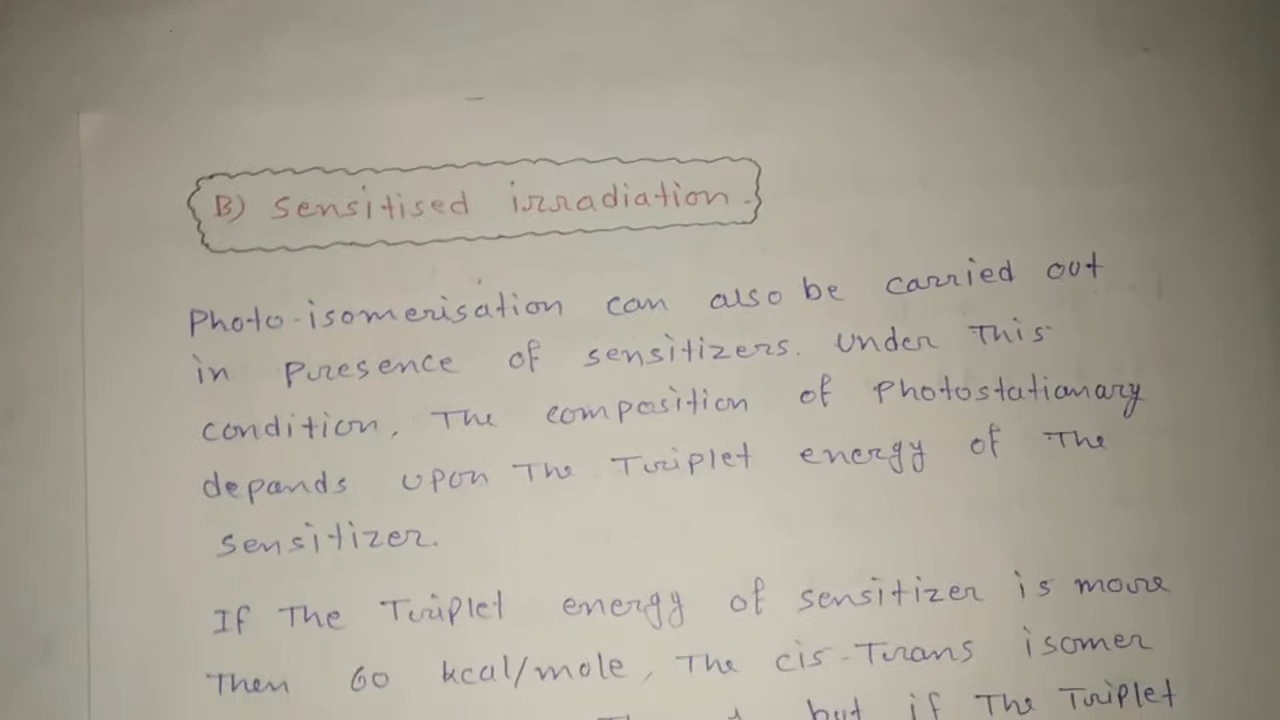 B) Sensitised irradiation.
Photo-isomerisation can also be carried out
in Presence of sensitizers. Under This
condition, The composition of Photostationary
depands upon The Triplet energy of The
sensitizer.
If The Triplet energy of sensitizer is more
Then 60 kcal/mole, The cis-Trans isomer
but if The Triplet